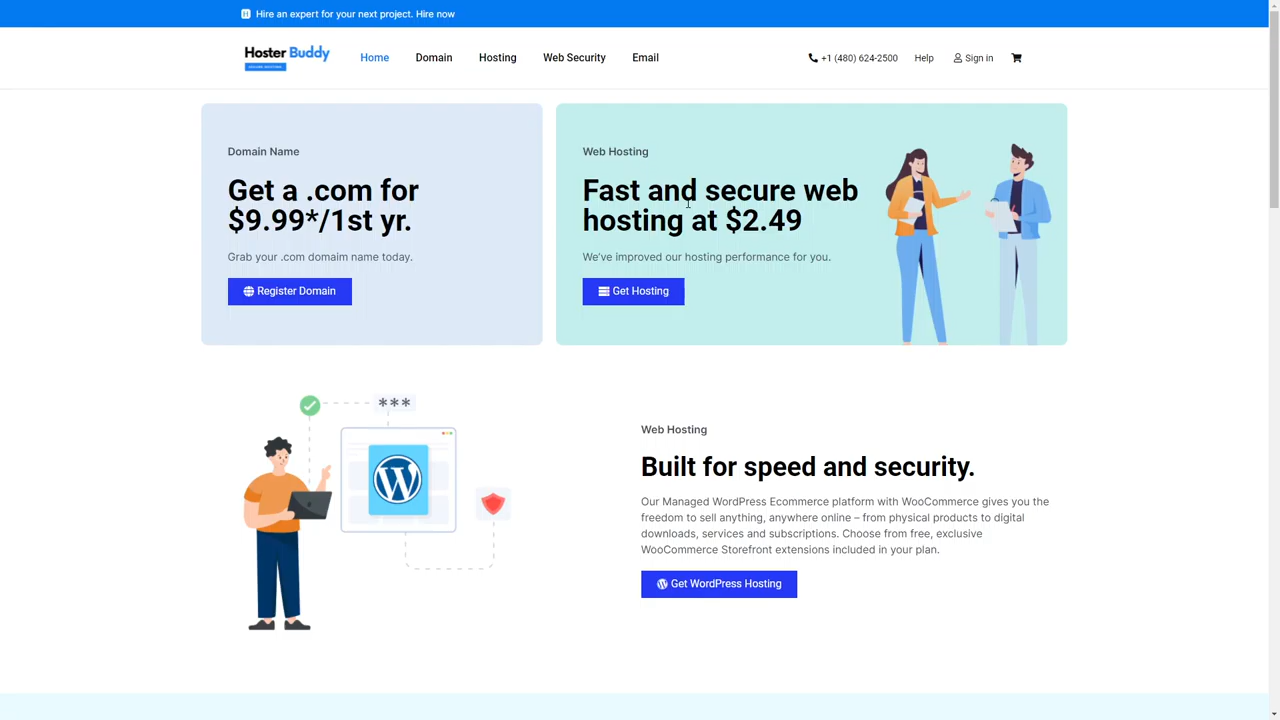 Hire an expert for your next project. Hire now
Hoster Buddy
Home
Domain
Hosting
Web Security
Email
+1 (480) 624-2500
Help
Sign in
Domain Name
Get a .com for
$9.99*/1st yr.
Grab your .com domaim name today.
Register Domain
Web Hosting
Fast and secure web
hosting at $2.49
We've improved our hosting performance for you.
Get Hosting
***
Web Hosting
Built for speed and security.
Our Managed WordPress Ecommerce platform with WooCommerce gives you the
freedom to sell anything, anywhere online – from physical products to digital
downloads, services and subscriptions. Choose from free, exclusive
WooCommerce Storefront extensions included in your plan.
Get WordPress Hosting